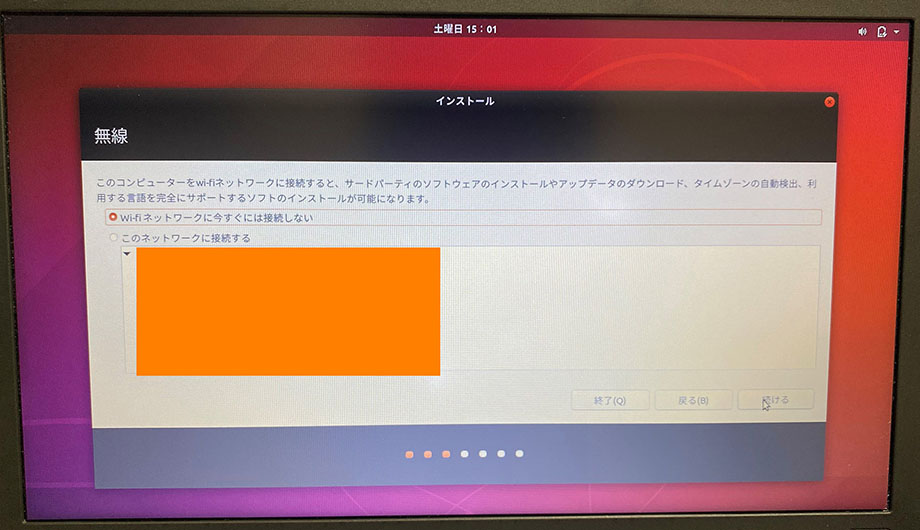 土曜日 15：01
インストール
無線
このコンピューターをwi-fiネットワークに接続すると、サードパーティのソフトウェアのインストールやアップデータのダウンロード、タイムゾーンの自動検出、利
用する言語を完全にサポートするソフトのインストールが可能になります。
Wi-fi ネットワークに今すぐには接続しない
このネットワークに接続する
終了(Q)
戻る(B)
続ける